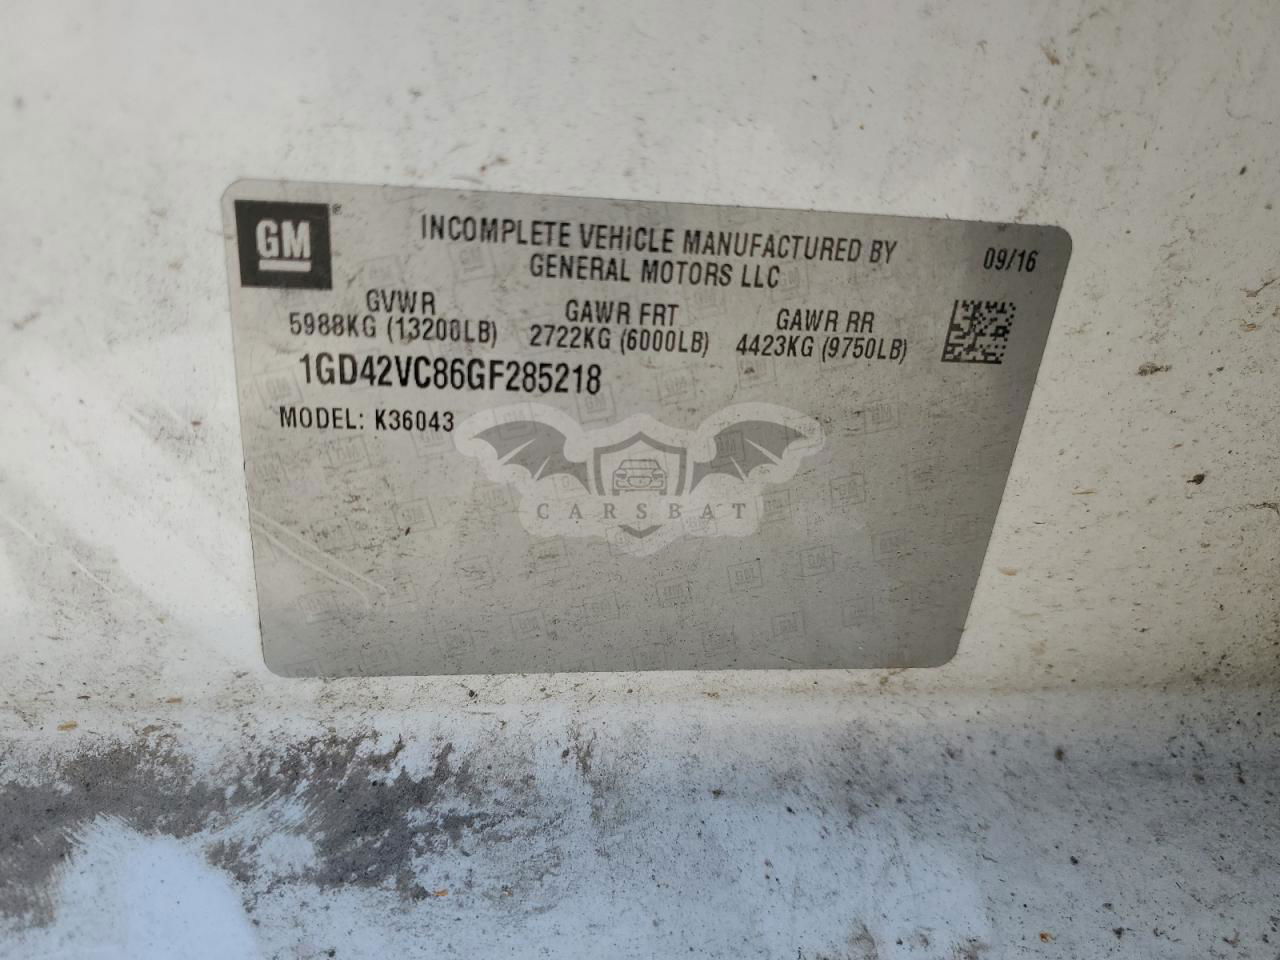 GM
INCOMPLETE VEHICLE MANUFACTURED BY
GENERAL MOTORS LLC
09/16
GVWR
5988KG (13200LB)
GAWR FRT
2722KG (6000LB)
GAWR RR
4423KG (9750LB)
1GD42VC86GF285218
MODEL: K36043
CARSBAT